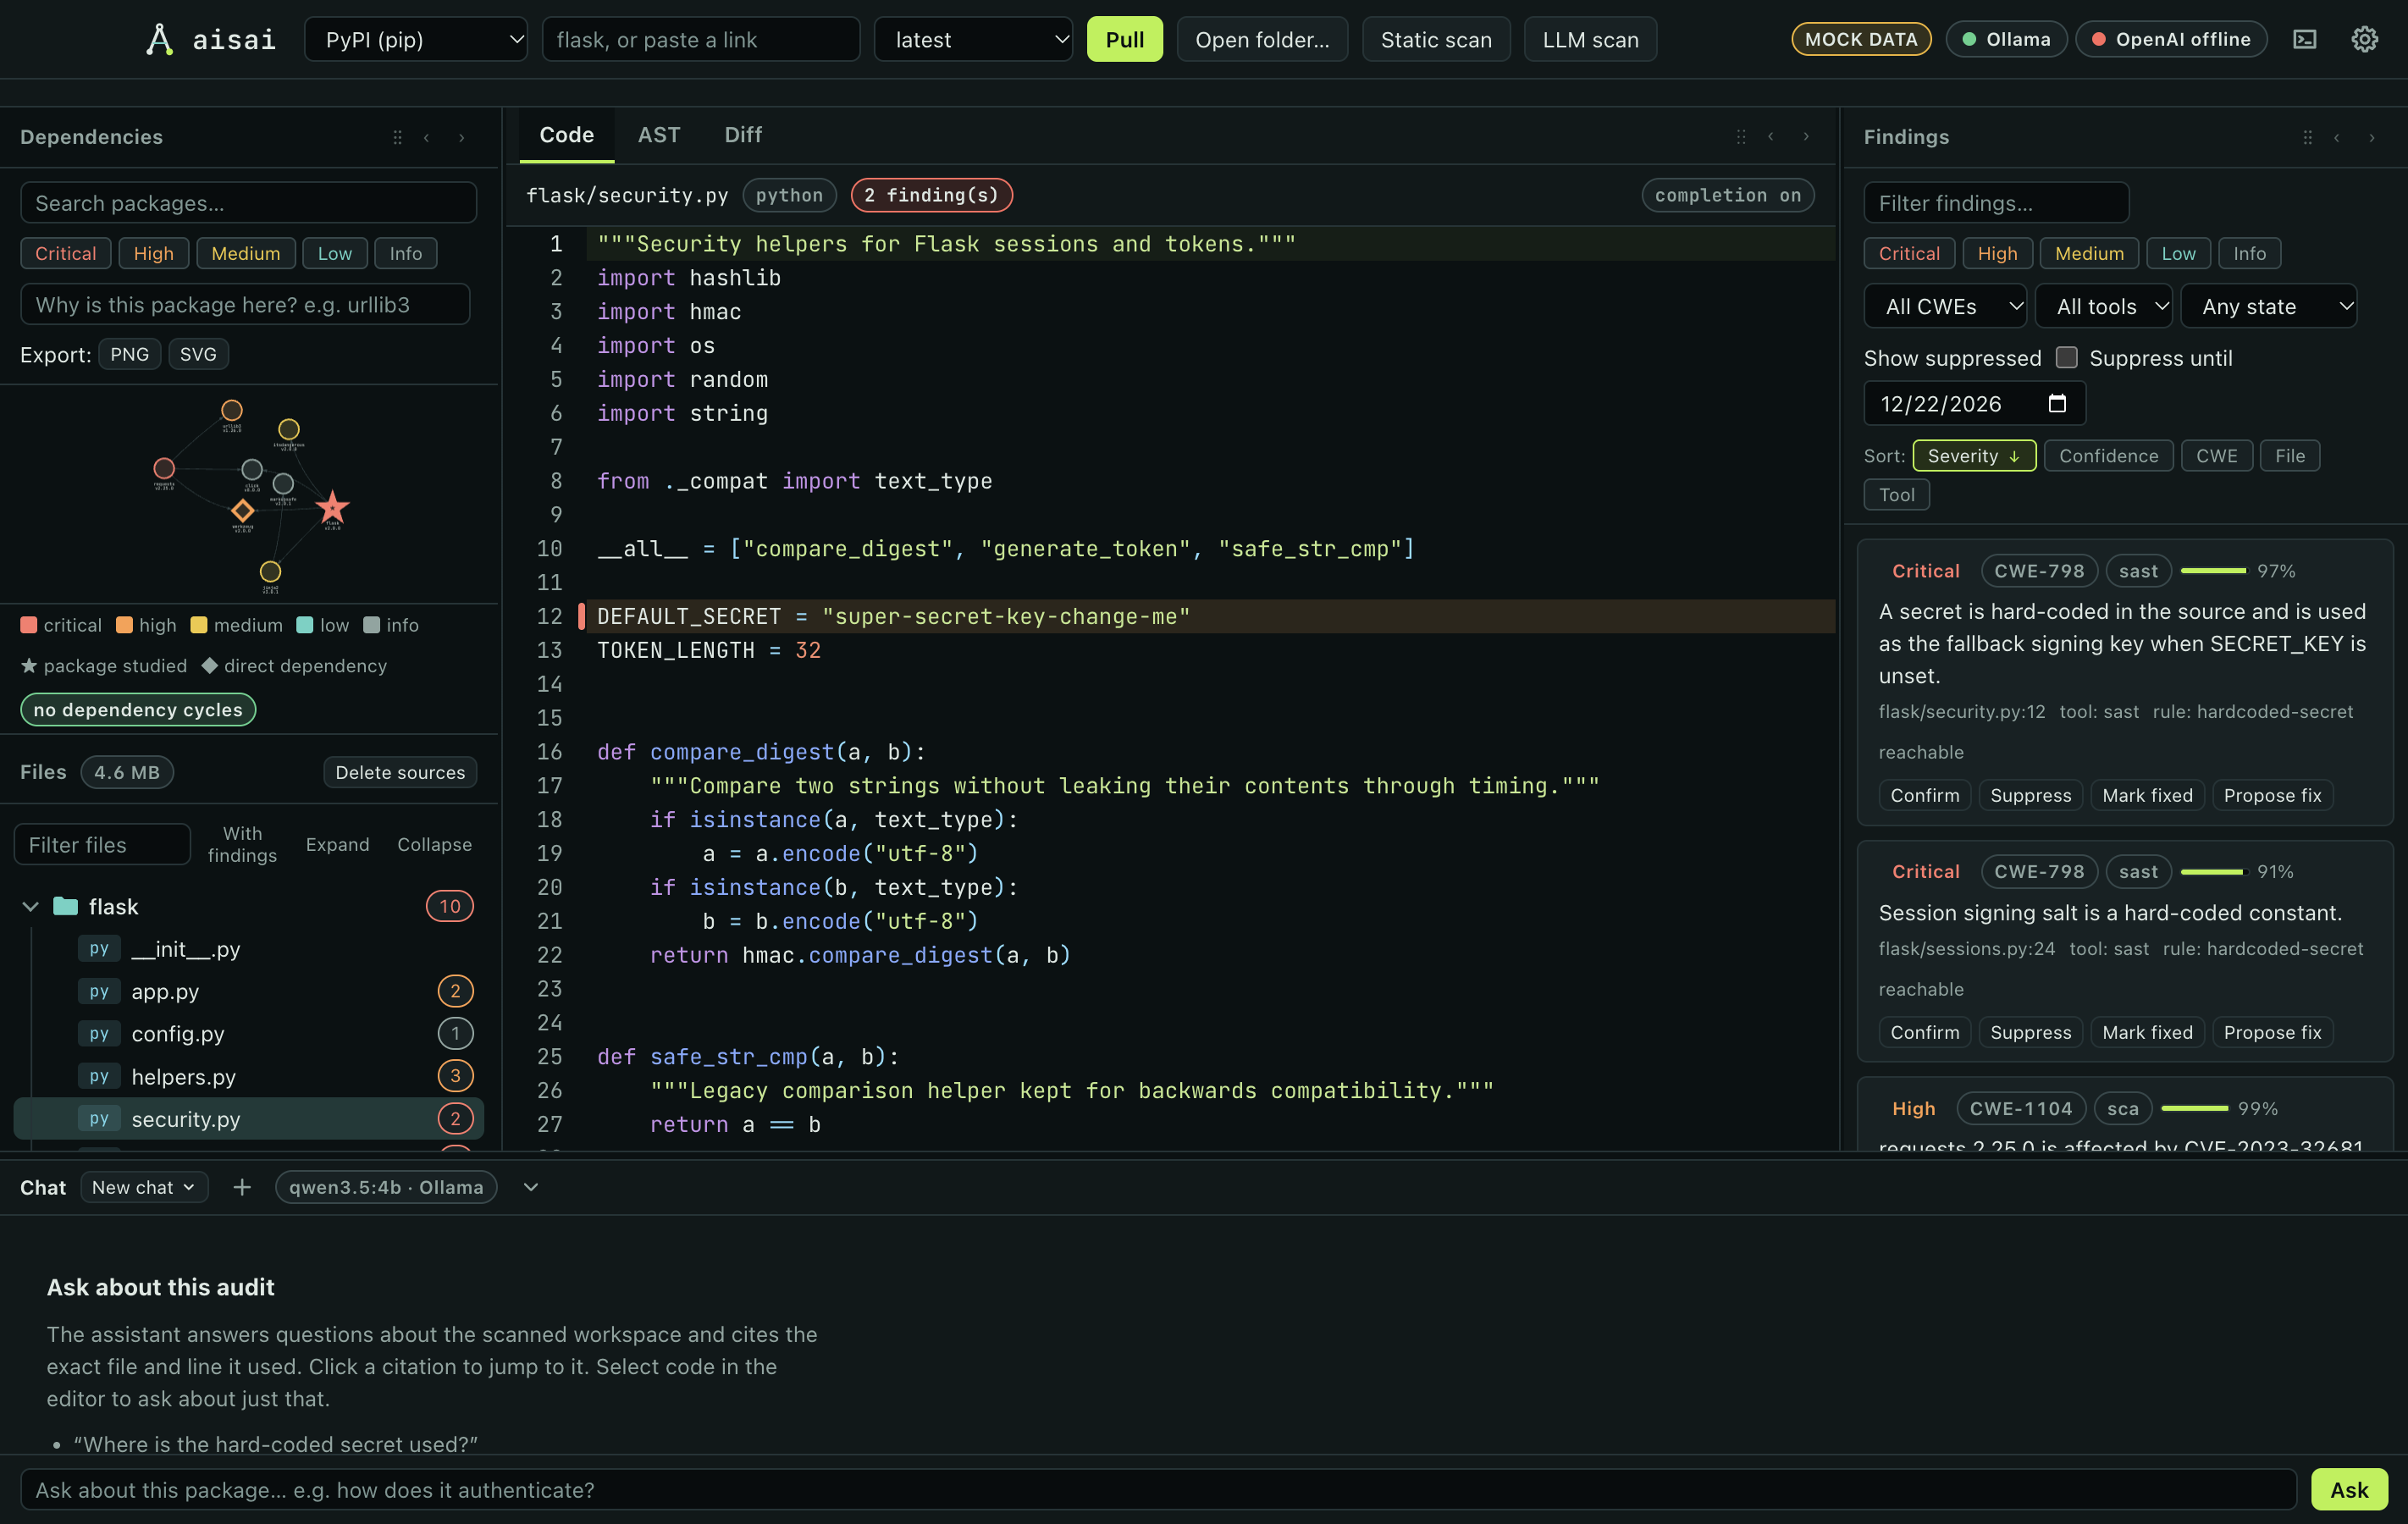 aisai
PyPI (pip)
flask, or paste a link
latest
Pull
Open folder...
Static scan
LLM scan
MOCK DATA
Ollama
OpenAI offline
Dependencies
Search packages...
Critical High Medium Low Info
Why is this package here? e.g. urllib3
Export: PNG SVG
critical high medium low info
package studied direct dependency
no dependency cycles
Files 4.6 MB Delete sources
Filter files
With findings
Expand
Collapse
flask 10
py __init__.py
py app.py 2
py config.py 1
py helpers.py 3
py security.py 2
Code AST Diff
flask/security.py python 2 finding(s) completion on
1 """Security helpers for Flask sessions and tokens."""
2 import hashlib
3 import hmac
4 import os
5 import random
6 import string
7
8 from ._compat import text_type
9
10 __all__ = ["compare_digest", "generate_token", "safe_str_cmp"]
11
12 DEFAULT_SECRET = "super-secret-key-change-me"
13 TOKEN_LENGTH = 32
14
15
16 def compare_digest(a, b):
17 """Compare two strings without leaking their contents through timing."""
18 if isinstance(a, text_type):
19 a = a.encode("utf-8")
20 if isinstance(b, text_type):
21 b = b.encode("utf-8")
22 return hmac.compare_digest(a, b)
23
24
25 def safe_str_cmp(a, b):
26 """Legacy comparison helper kept for backwards compatibility."""
27 return a == b
Findings
Filter findings...
Critical High Medium Low Info
All CWEs All tools Any state
Show suppressed Suppress until
12/22/2026
Sort: Severity ↓ Confidence CWE File
Tool
Critical CWE-798 sast 97%
A secret is hard-coded in the source and is used
as the fallback signing key when SECRET_KEY is
unset.
flask/security.py:12 tool: sast rule: hardcoded-secret
reachable
Confirm Suppress Mark fixed Propose fix
Critical CWE-798 sast 91%
Session signing salt is a hard-coded constant.
flask/sessions.py:24 tool: sast rule: hardcoded-secret
reachable
Confirm Suppress Mark fixed Propose fix
High CWE-1104 sca 99%
requests 2.25.0 is affected by CVE-2023-32681
Chat New chat + qwen3.5:4b · Ollama
Ask about this audit
The assistant answers questions about the scanned workspace and cites the
exact file and line it used. Click a citation to jump to it. Select code in the
editor to ask about just that.
• “Where is the hard-coded secret used?”
Ask about this package... e.g. how does it authenticate?
Ask